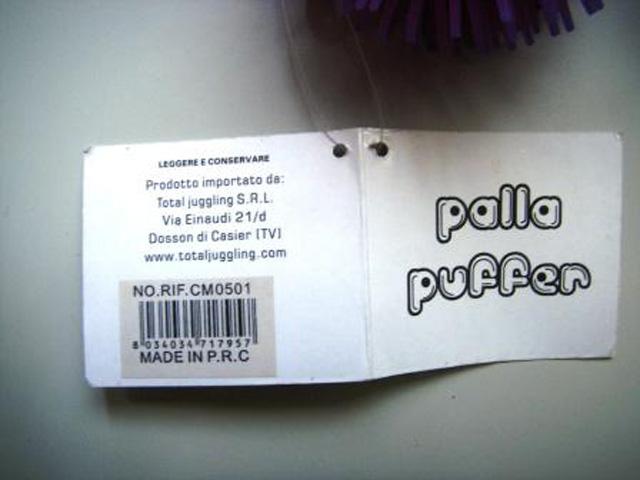 LEGGERE E CONSERVARE
Prodotto importato da:
Total juggling S.R.L.
Via Einaudi 21/d
Dosson di Casier (TV)
www.totaljuggling.com
NO.RIF.CM0501
8 034034 717957
MADE IN P.R.C
palla
puffer